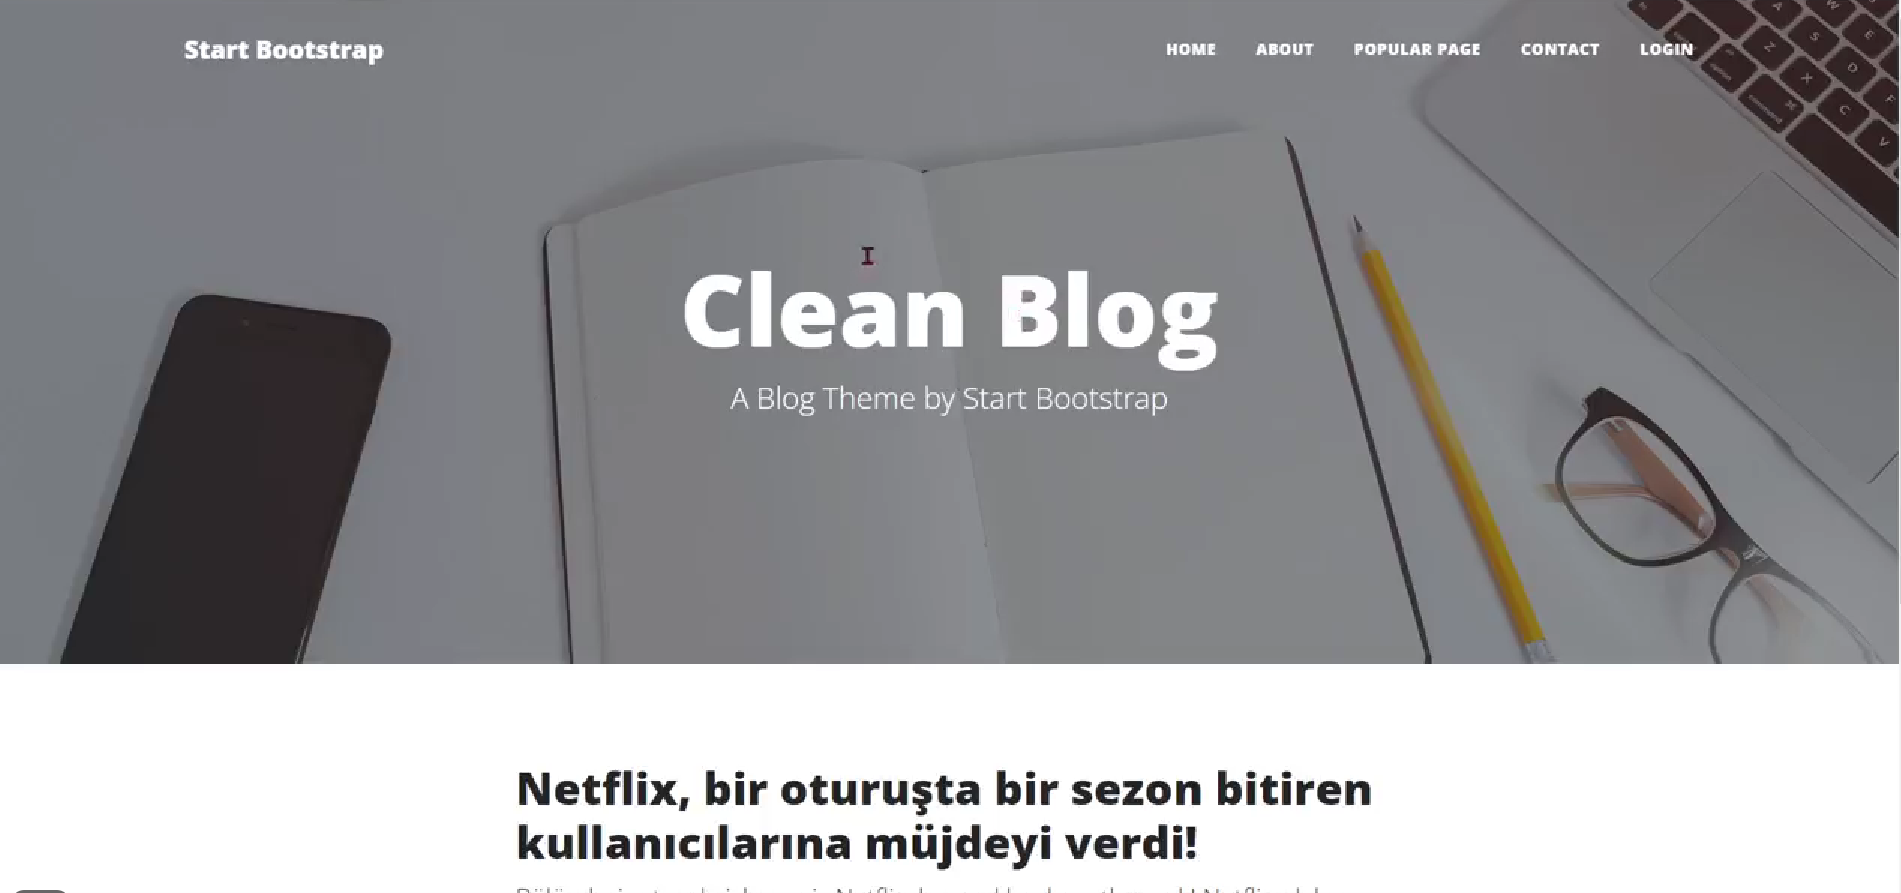 Start Bootstrap
HOME ABOUT POPULAR PAGE CONTACT LOGIN
Clean Blog
A Blog Theme by Start Bootstrap
Netflix, bir oturuşta bir sezon bitiren
kullanıcılarına müjdeyi verdi!